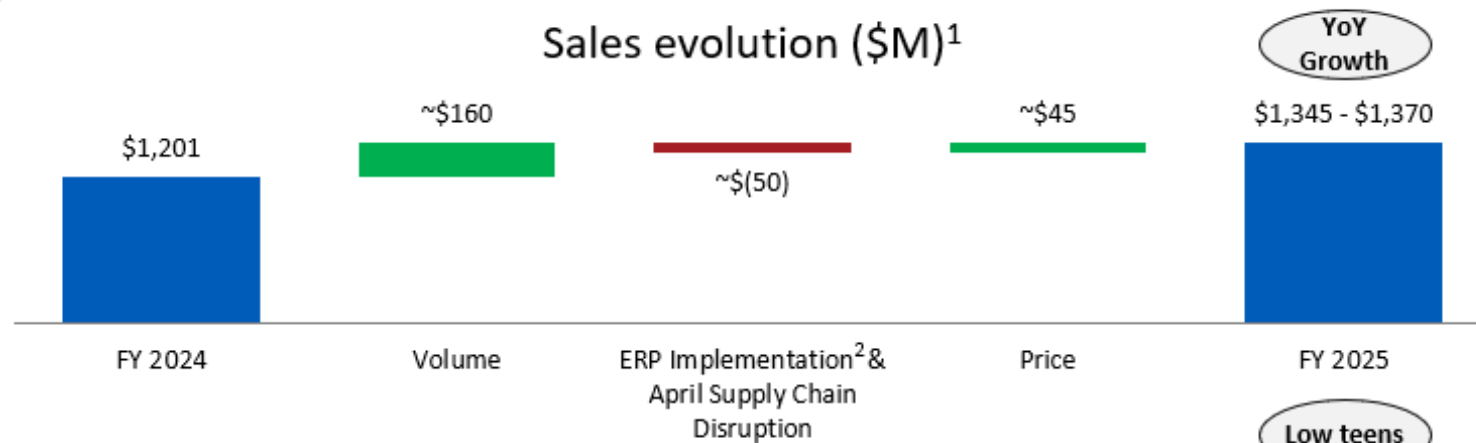 Sales evolution ($M)¹
YoY
Growth
$1,201
~$160
~$(50)
~$45
$1,345 - $1,370
FY 2024
Volume
ERP Implementation² &
April Supply Chain
Disruption
Price
FY 2025
Low teens